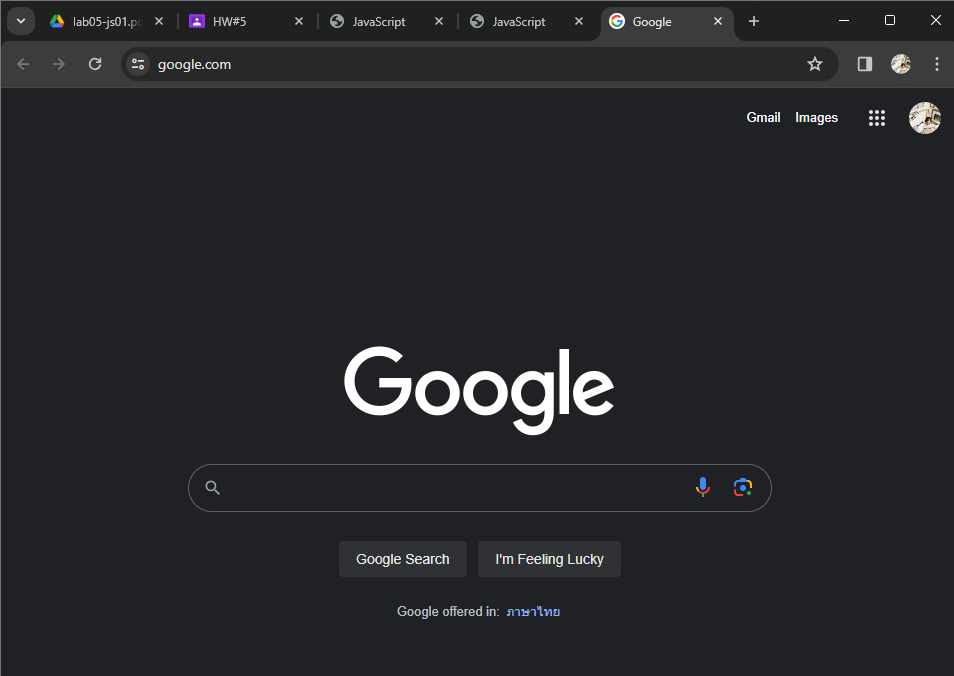 lab05-js01.pc
HW#5
JavaScript
JavaScript
Google
google.com
Gmail Images
Google
Google Search
I'm Feeling Lucky
Google offered in: ภาษาไทย